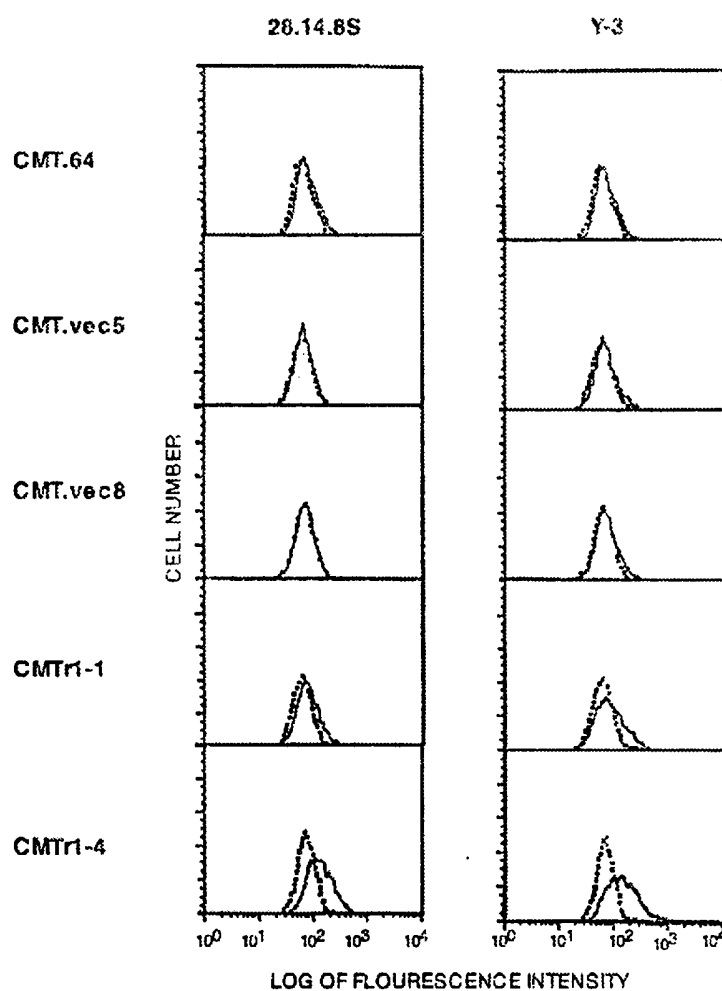 28.14.8S Y-3
CMT.64
CMT.vec5
CMT.vec8
CMTr1-1
CMTr1-4
CELL NUMBER
10⁰ 10¹ 10² 10³ 10⁴ 10⁰ 10¹ 10² 10³ 10⁴
LOG OF FLOURESCENCE INTENSITY